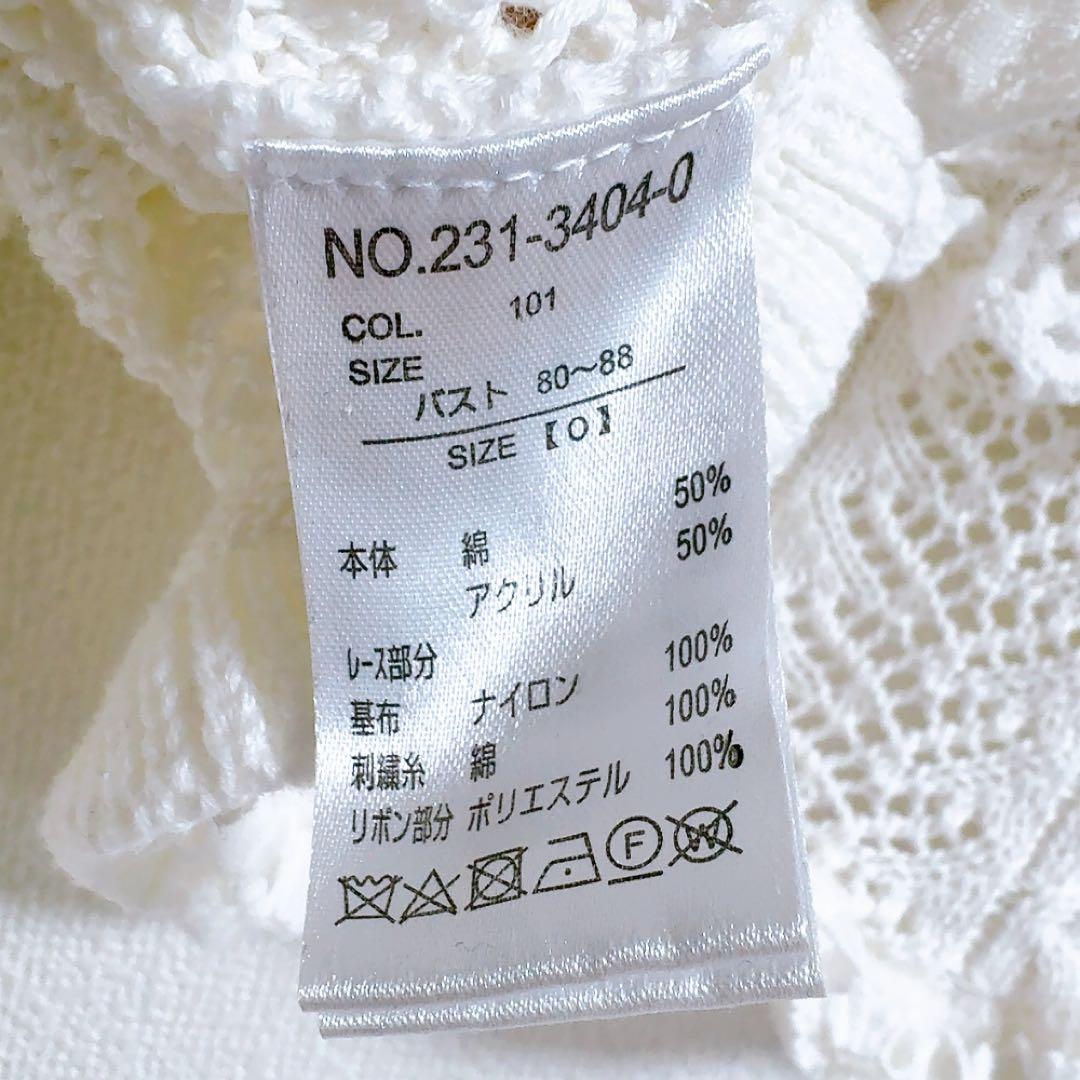 NO.231-3404-0
COL. 101
SIZE
バスト 80〜88
SIZE 【O】
本体 綿 50%
アクリル 50%
レース部分
基布 ナイロン 100%
刺繍糸 綿 100%
リボン部分 ポリエステル 100%
F W